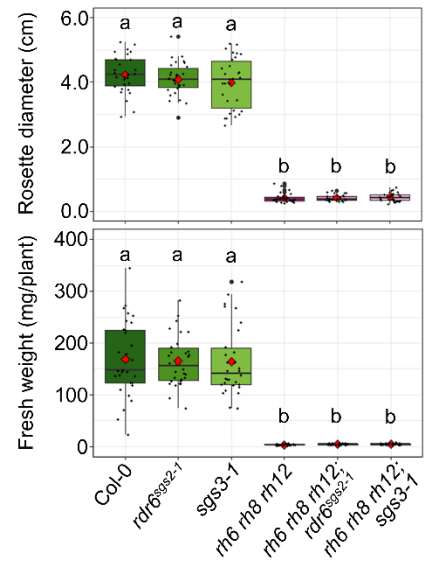 Rosette diameter (cm)
6.0
4.0
2.0
0.0
a
a
a
b
b
b
Fresh weight (mg/plant)
400
300
200
100
0
a
a
a
b
b
b
Col-0
rdr6sgs2-1
sgs3-1
rh6 rh8 rh12
rh6 rh8 rh12;
rdr6sgs2-1
rh6 rh8 rh12;
sgs3-1